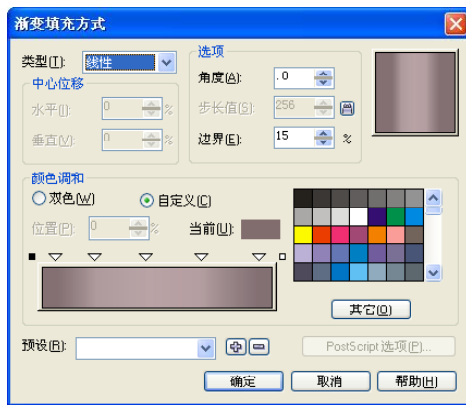 渐变填充方式
类型(T): 线性
选项
中心位移
角度(A): .0
水平(I): 0 %
步长值(S): 256
垂直(V): 0 %
边界(E): 15 %
颜色调和
双色(W) 自定义(C)
位置(P): 0 % 当前(U):
其它(O)
预设(R): PostScript 选项(P)...
确定 取消 帮助(H)